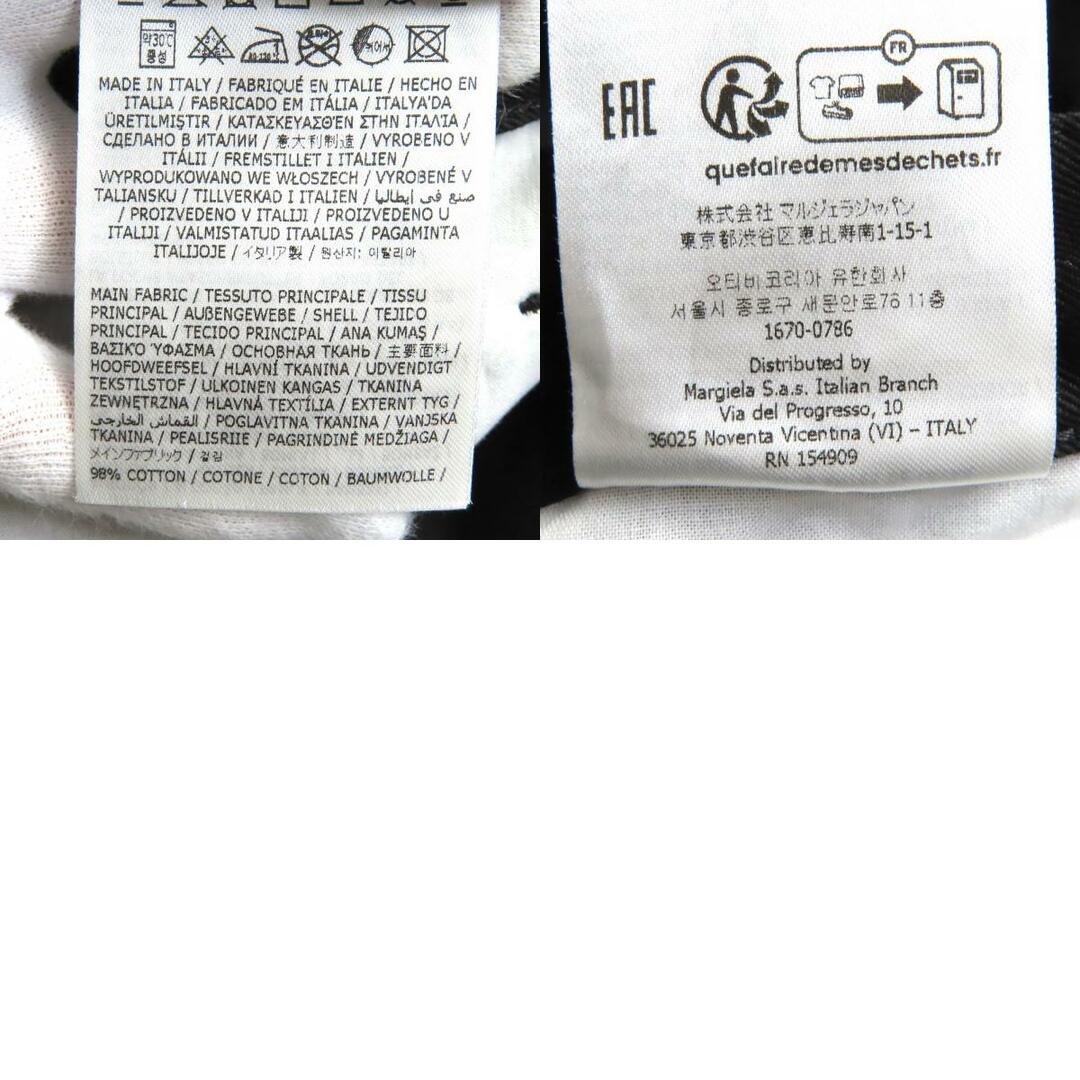 약30℃
중성
MADE IN ITALY / FABRIQUÉ EN ITALIE / HECHO EN
ITALIA / FABRICADO EM ITÁLIA / ITALYA'DA
ÜRETILMIŞTIR / ΚΑΤΑΣΚΕΥΑΣΘΈΝ ΣΤΗΝ ΙΤΑΛΊΑ /
СДЕЛАНО В ИТАЛИИ / 意大利制造 / VYROBENO V
ITÁLII / FREMSTILLET I ITALIEN /
WYPRODUKOWANO WE WŁOSZECH / VYROBENÉ V
TALIANSKU / TILLVERKAD I ITALIEN / صنع في ايطاليا
/ PROIZVEDENO V ITALIJI / PROIZVEDENO U
ITALIJI / VALMISTATUD ITAALIAS / PAGAMINTA
ITALIJOJE / イタリア製 / 원산지: 이탈리아
MAIN FABRIC / TESSUTO PRINCIPALE / TISSU
PRINCIPAL / AUßENGEWEBE / SHELL / TEJIDO
PRINCIPAL / TECIDO PRINCIPAL / ANA KUMAŞ /
ΒΑΣΙΚΌ ΎΦΑΣΜΑ / ОСНОВНАЯ ТКАНЬ / 主要面料 /
HOOFDWEEFSEL / HLAVNÍ TKANINA / UDVENDIGT
TEKSTILSTOF / ULKOINEN KANGAS / TKANINA
ZEWNĘTRZNA / HLAVNÁ TEXTÍLIA / EXTERNT TYG /
القماش الخارجي / POGLAVITNA TKANINA / VANJSKA
TKANINA / PEALISRIIE / PAGRINDINĖ MEDŽIAGA /
メインファブリック / 겉감
98% COTTON / COTONE / COTON / BAUMWOLLE /
FR
EAC
quefairedemesdechets.fr
株式会社 マルジェラジャパン
東京都渋谷区恵比寿南1-15-1
오티비코리아 유한회사
서울시 종로구 새문안로76 11층
1670-0786
Distributed by
Margiela S.a.s. Italian Branch
Via del Progresso, 10
36025 Noventa Vicentina (VI) – ITALY
RN 154909